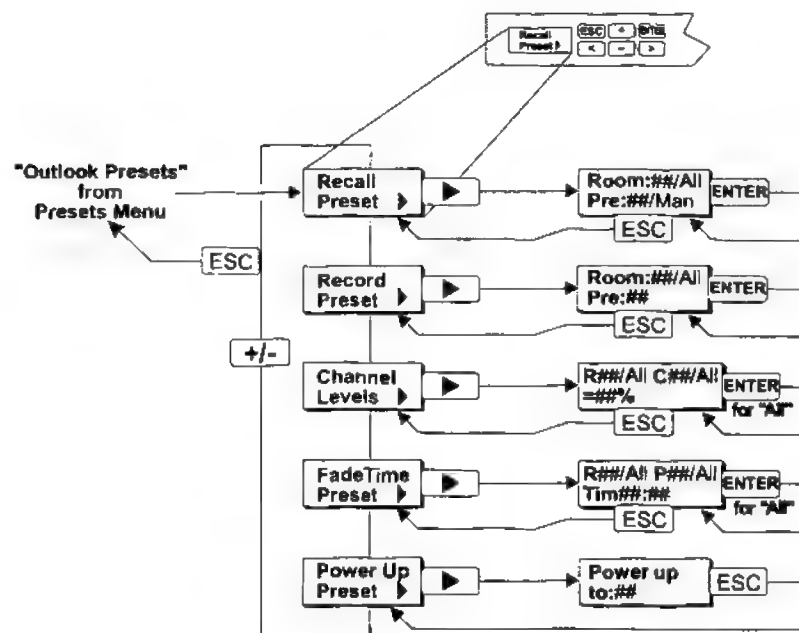 Recall
Preset
ESC + ENTER
< - >
"Outlook Presets"
from
Presets Menu
ESC
+/-
Recall
Preset
Room:##/All
Pre:##/Man
ENTER
ESC
Record
Preset
Room:##/All
Pre:##
ENTER
ESC
Channel
Levels
R##/All C##/All
=##%
ENTER
for "All"
ESC
FadeTime
Preset
R##/All P##/All
Tim##:##
ENTER
for "All"
ESC
Power Up
Preset
Power up
to:##
ESC